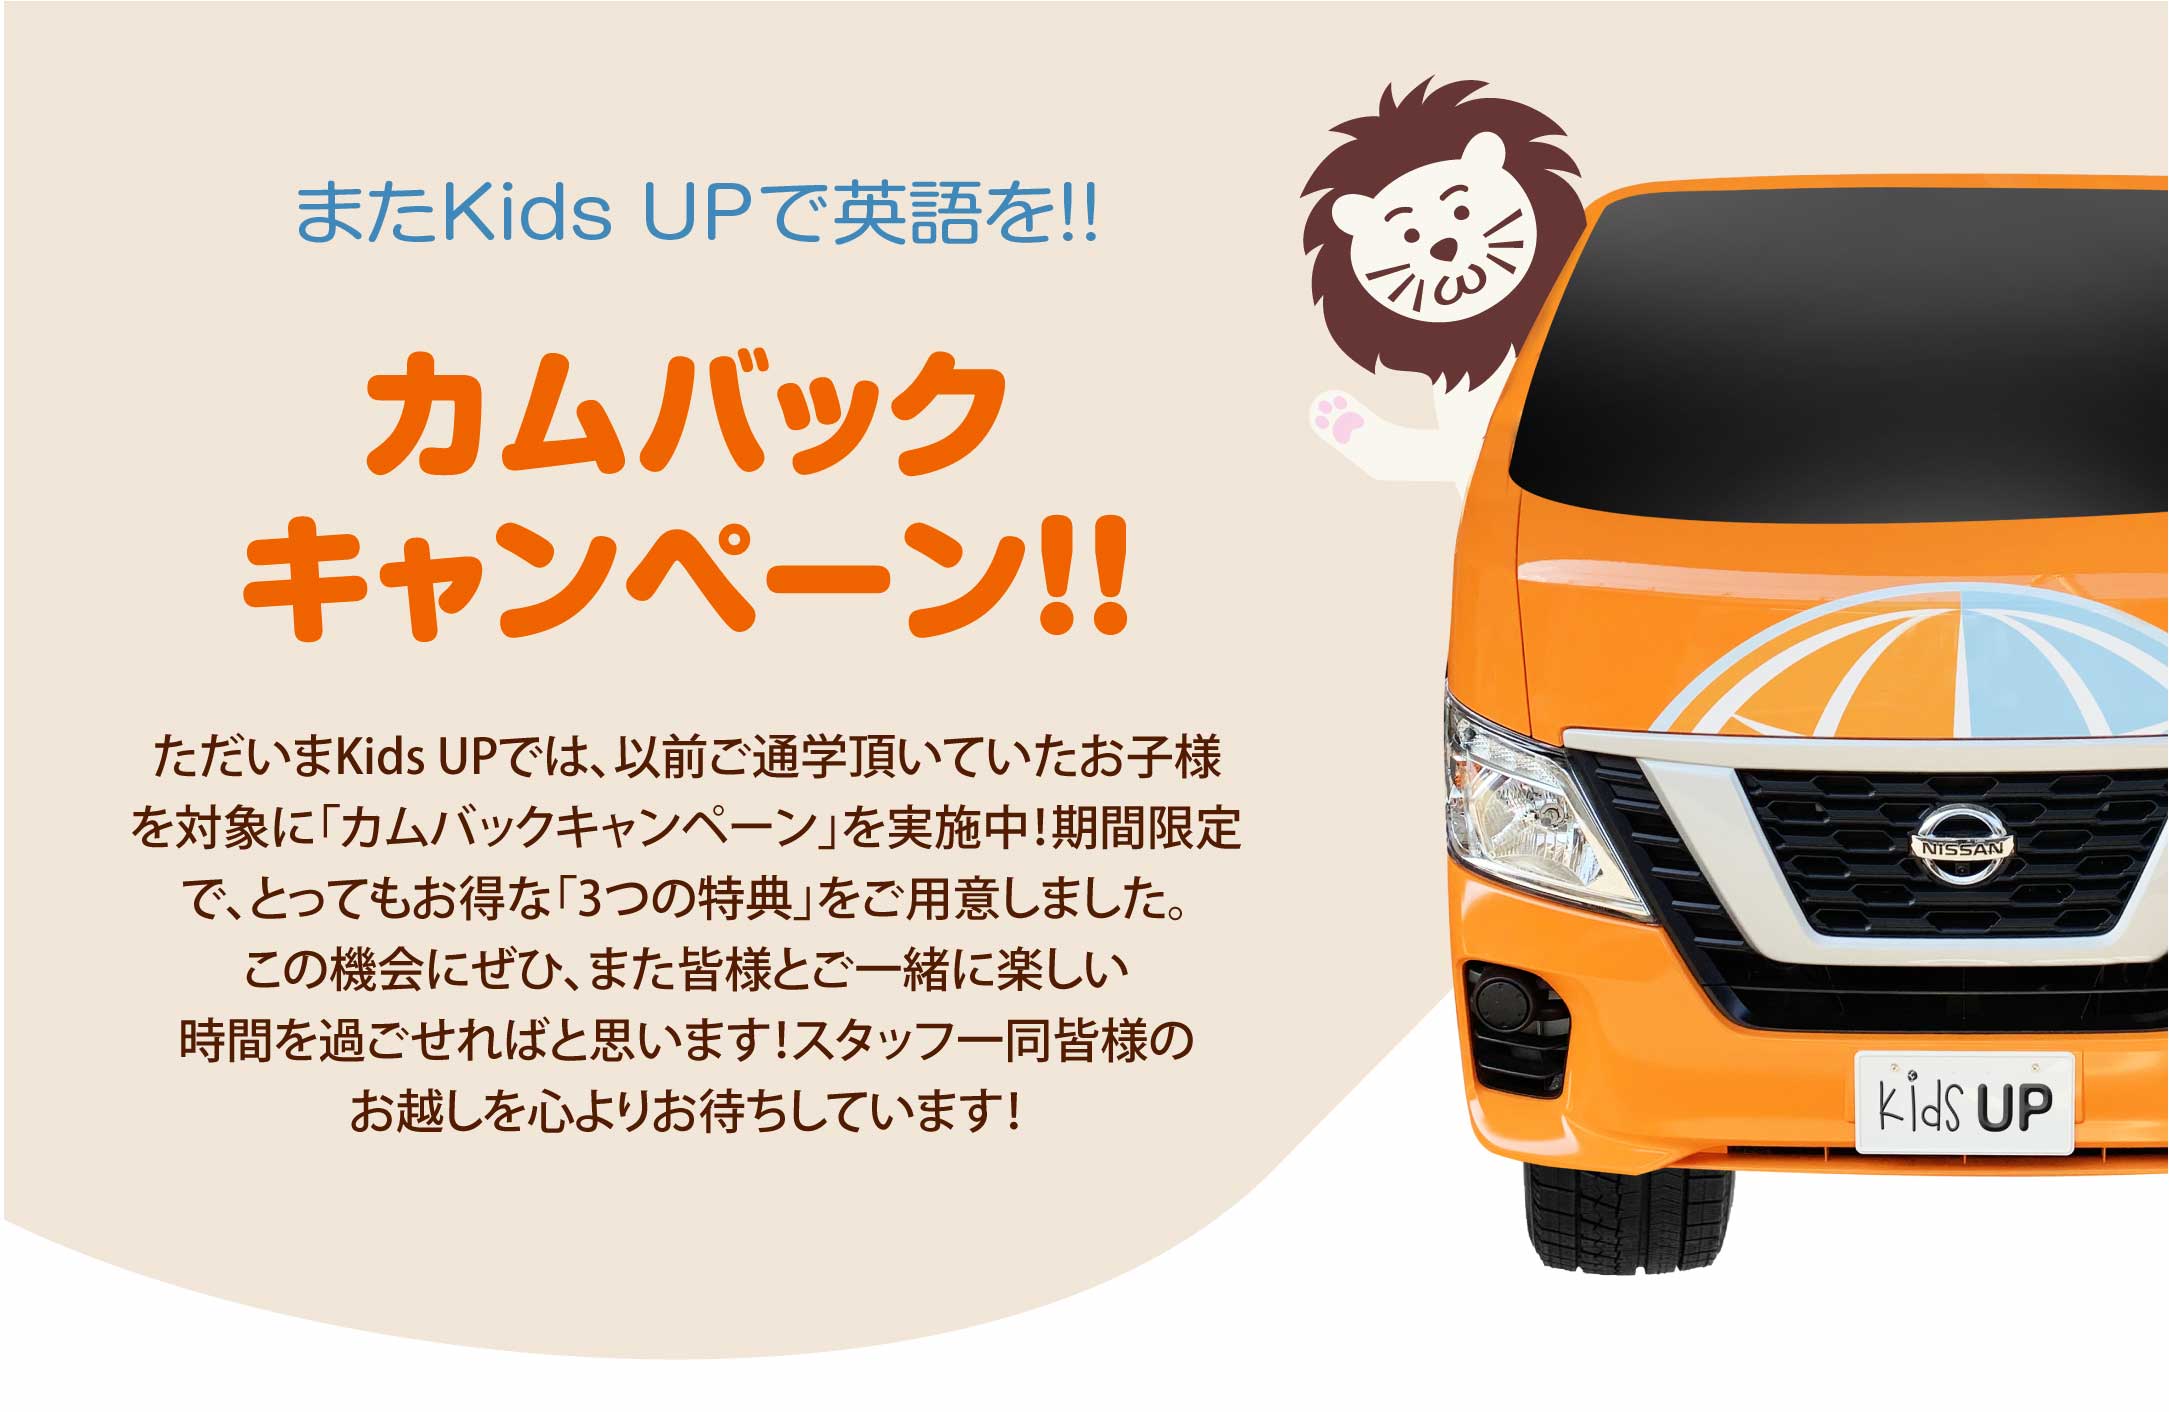 またKids UPで英語を!!
カムバック
キャンペーン!!
ただいまKids UPでは、以前ご通学頂いていたお子様
を対象に「カムバックキャンペーン」を実施中！期間限定
で、とってもお得な「3つの特典」をご用意しました。
この機会にぜひ、また皆様とご一緒に楽しい
時間を過ごせればと思います！スタッフ一同皆様の
お越しを心よりお待ちしています！
NISSAN
kids UP